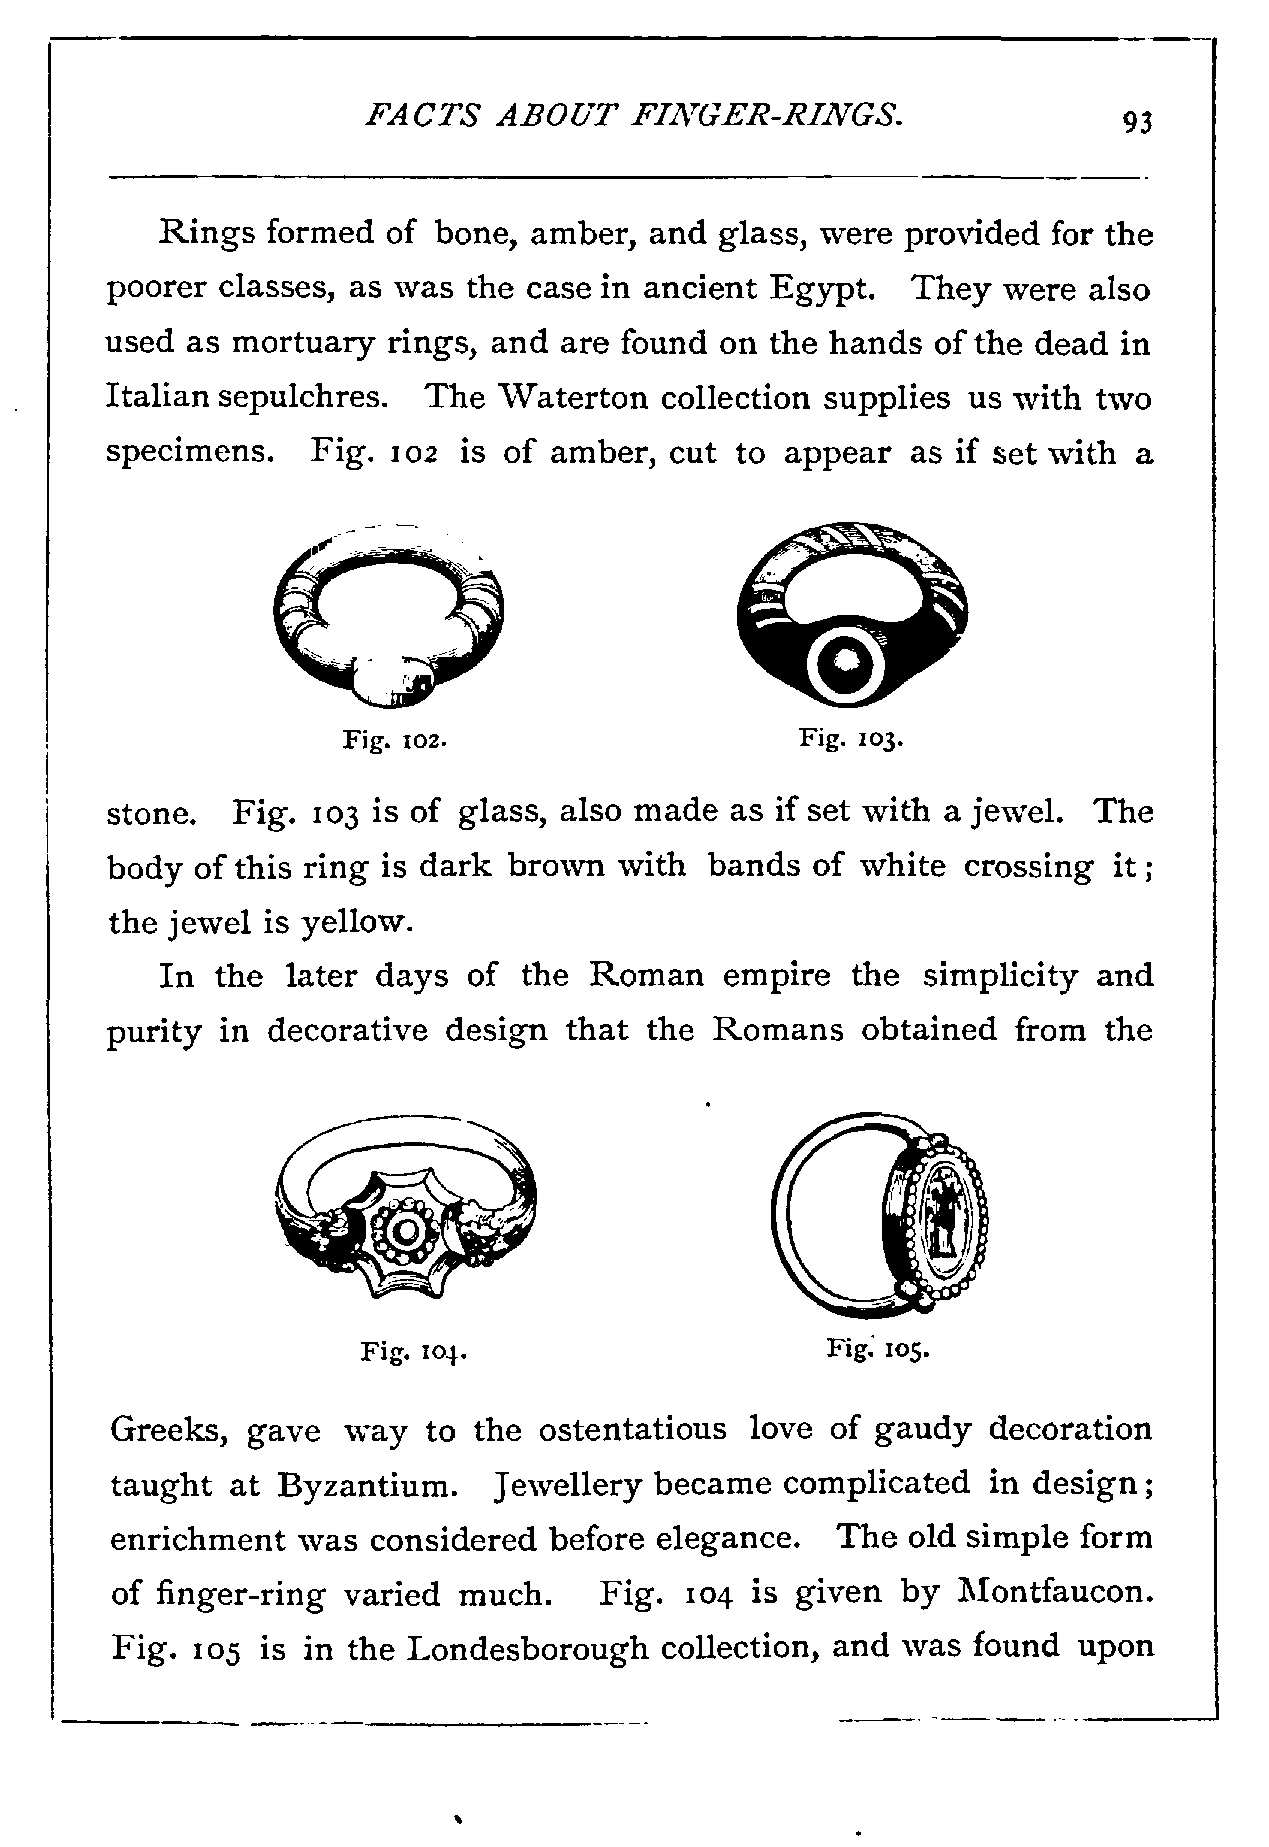 FACTS ABOUT FINGER-RINGS. 93
Rings formed of bone, amber, and glass, were provided for the
poorer classes, as was the case in ancient Egypt. They were also
used as mortuary rings, and are found on the hands of the dead in
Italian sepulchres. The Waterton collection supplies us with two
specimens. Fig. 102 is of amber, cut to appear as if set with a
Fig. 102. Fig. 103.
stone. Fig. 103 is of glass, also made as if set with a jewel. The
body of this ring is dark brown with bands of white crossing it;
the jewel is yellow.
In the later days of the Roman empire the simplicity and
purity in decorative design that the Romans obtained from the
Fig. 104. Fig. 105.
Greeks, gave way to the ostentatious love of gaudy decoration
taught at Byzantium. Jewellery became complicated in design;
enrichment was considered before elegance. The old simple form
of finger-ring varied much. Fig. 104 is given by Montfaucon.
Fig. 105 is in the Londesborough collection, and was found upon